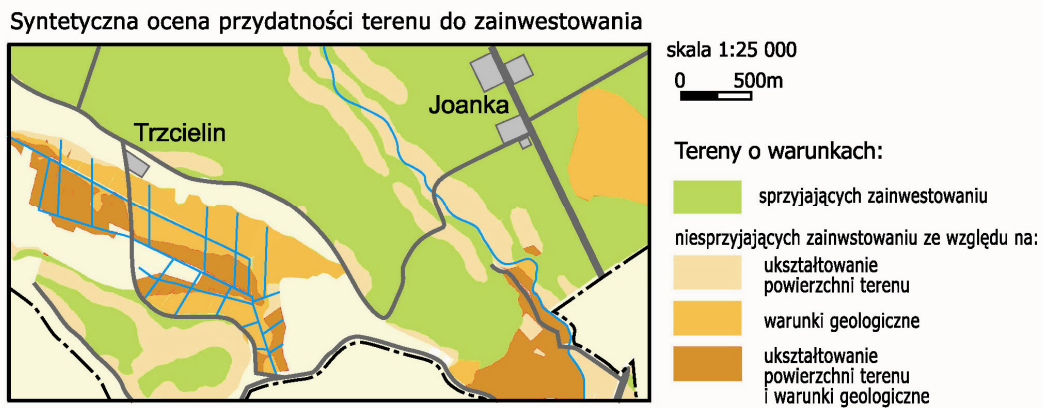 Syntetyczna ocena przydatności terenu do zainwestowania
skala 1:25 000
0 500m
Joanka
Trzcielin
Tereny o warunkach:
sprzyjających zainwestowaniu
niesprzyjających zainwstowaniu ze względu na:
ukształtowanie
powierzchni terenu
warunki geologiczne
ukształtowanie
powierzchni terenu
i warunki geologiczne